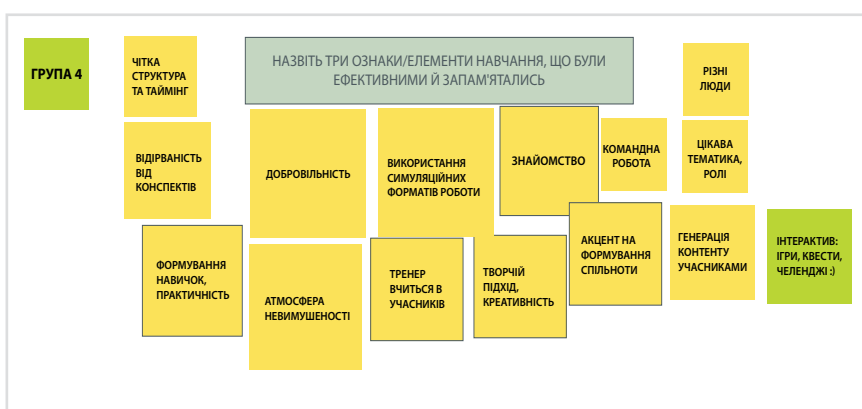 ГРУПА 4
ЧІТКА
СТРУКТУРА
ТА ТАЙМІНГ
НАЗВІТЬ ТРИ ОЗНАКИ/ЕЛЕМЕНТИ НАВЧАННЯ, ЩО БУЛИ
ЕФЕКТИВНИМИ Й ЗАПАМ'ЯТАЛИСЬ
РІЗНІ
ЛЮДИ
ВІДІРВАНІСТЬ
ВІД
КОНСПЕКТІВ
ДОБРОВІЛЬНІСТЬ
ВИКОРИСТАННЯ
СИМУЛЯЦІЙНИХ
ФОРМАТІВ РОБОТИ
ЗНАЙОМСТВО
КОМАНДНА
РОБОТА
ЦІКАВА
ТЕМАТИКА,
РОЛІ
ФОРМУВАННЯ
НАВИЧОК,
ПРАКТИЧНІСТЬ
АТМОСФЕРА
НЕВИМУШЕНОСТІ
ТРЕНЕР
ВЧИТЬСЯ В
УЧАСНИКІВ
ТВОРЧІЙ
ПІДХІД,
КРЕАТИВНІСТЬ
АКЦЕНТ НА
ФОРМУВАННЯ
СПІЛЬНОТИ
ГЕНЕРАЦІЯ
КОНТЕНТУ
УЧАСНИКАМИ
ІНТЕРАКТИВ:
ІГРИ, КВЕСТИ,
ЧЕЛЕНДЖІ :)